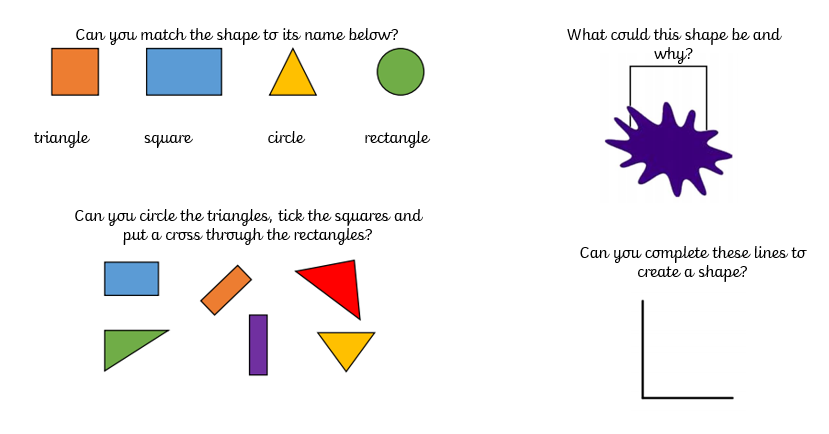 Can you match the shape to its name below?
triangle square circle rectangle
Can you circle the triangles, tick the squares and
put a cross through the rectangles?
What could this shape be and
why?
Can you complete these lines to
create a shape?